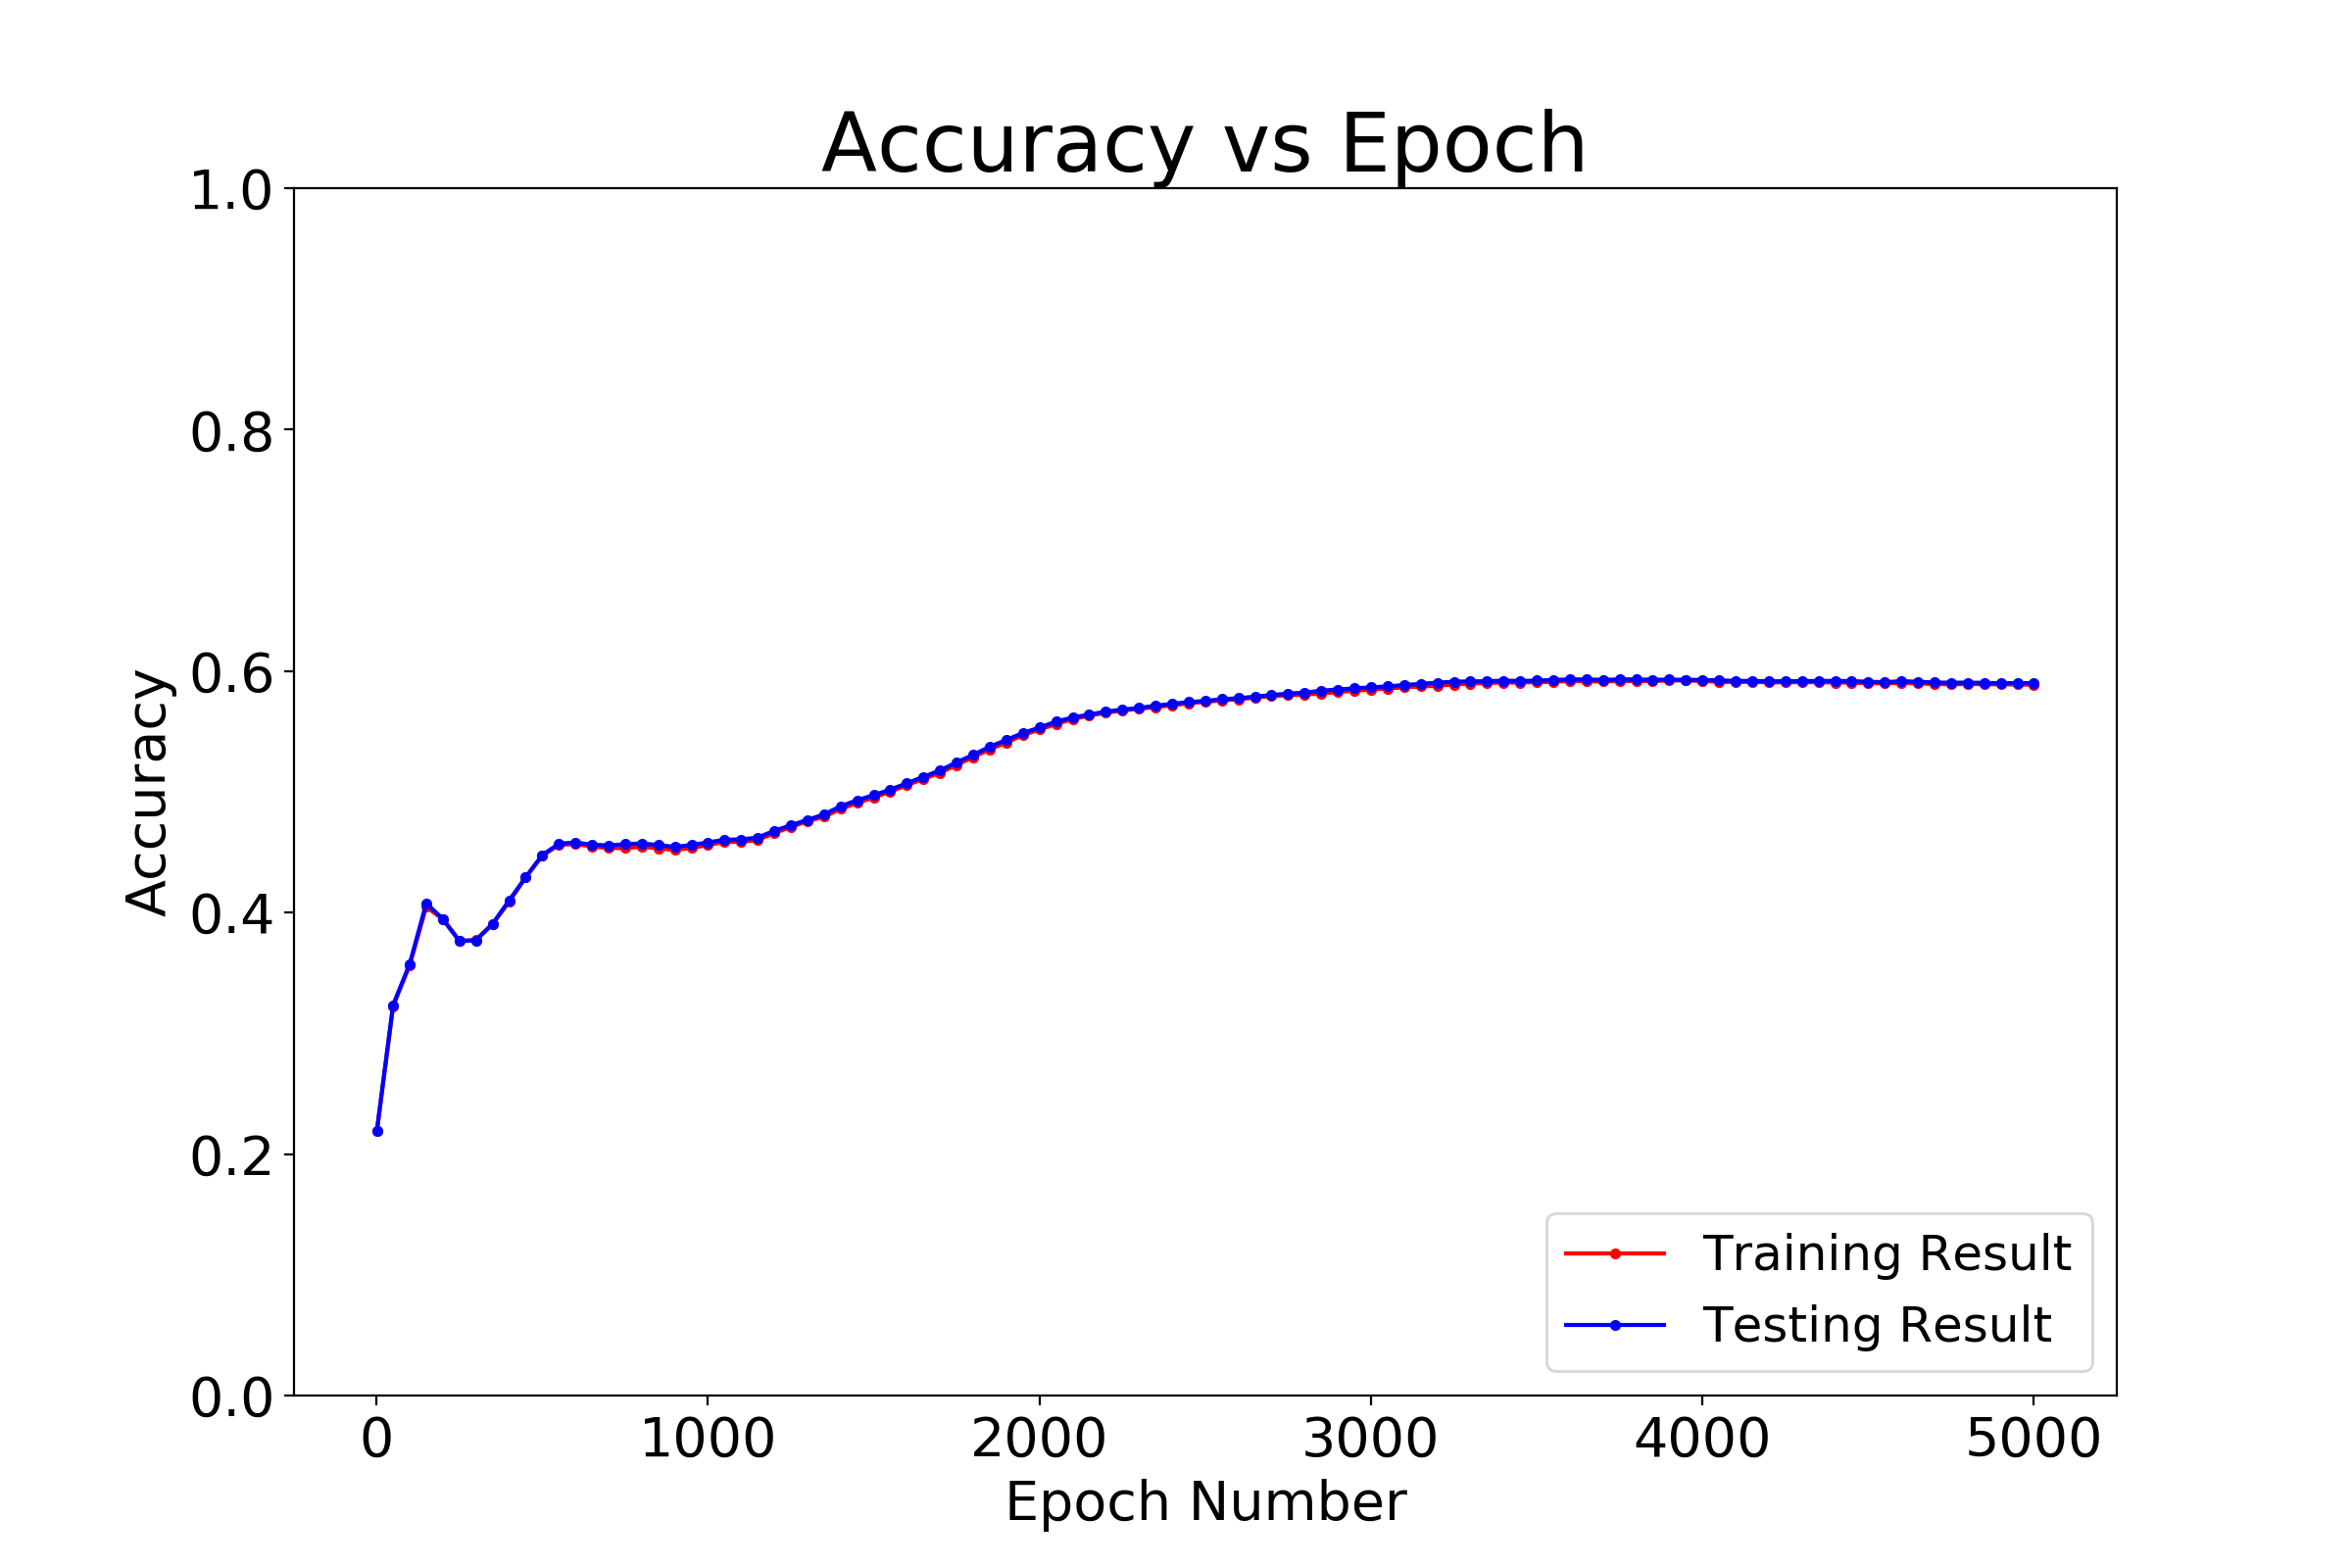 Accuracy vs Epoch
1.0
0.8
0.6
0.4
0.2
0.0
Accuracy
0 1000 2000 3000 4000 5000
Epoch Number
Training Result
Testing Result